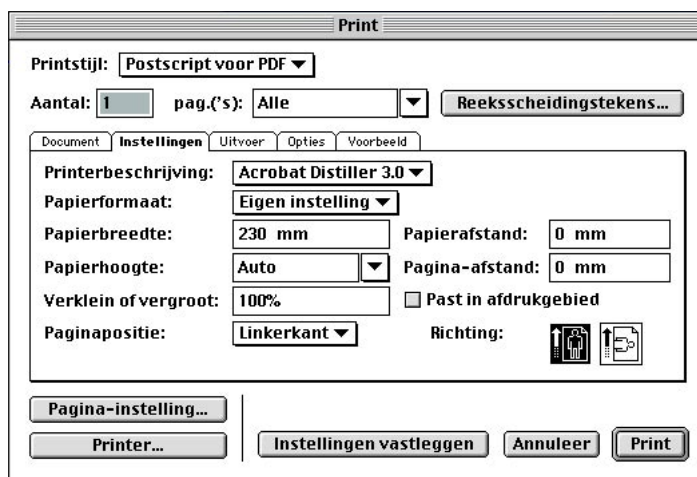 Print
Printstijl: Postscript voor PDF
Aantal: 1 pag.('s): Alle Reeksscheidingstekens...
Document Instellingen Uitvoer Opties Voorbeeld
Printerbeschrijving: Acrobat Distiller 3.0
Papierformaat: Eigen instelling
Papierbreedte: 230 mm Papierafstand: 0 mm
Papierhoogte: Auto Pagina-afstand: 0 mm
Verklein of vergroot: 100% Past in afdrukgebied
Paginapositie: Linkerkant Richting:
Pagina-instelling...
Printer... Instellingen vastleggen Annuleer Print